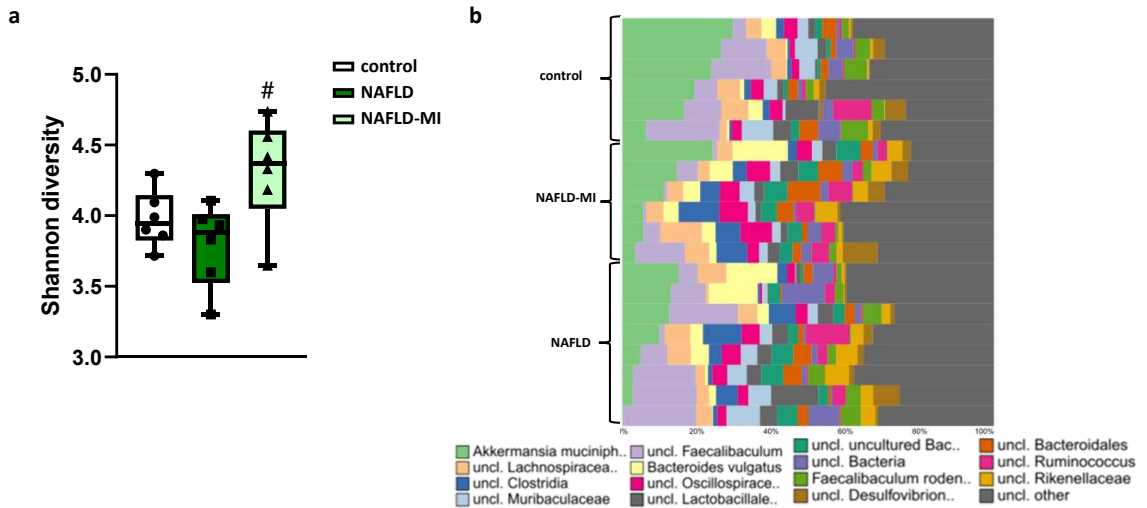 a
b
control
NAFLD
NAFLD-MI
Shannon diversity
5.0
4.5
4.0
3.5
3.0
#
control
NAFLD-MI
NAFLD
20%
40%
60%
80%
100%
Akkermansia muciniph..
uncl. Faecalibaculum
uncl. uncultured Bac..
uncl. Bacteroidales
uncl. Lachnospiracea..
Bacteroides vulgatus
uncl. Bacteria
uncl. Ruminococcus
uncl. Clostridia
uncl. Oscillospirace..
Faecalibaculum roden..
uncl. Rikenellaceae
uncl. Muribaculaceae
uncl. Lactobacillale..
uncl. Desulfovibrion..
uncl. other